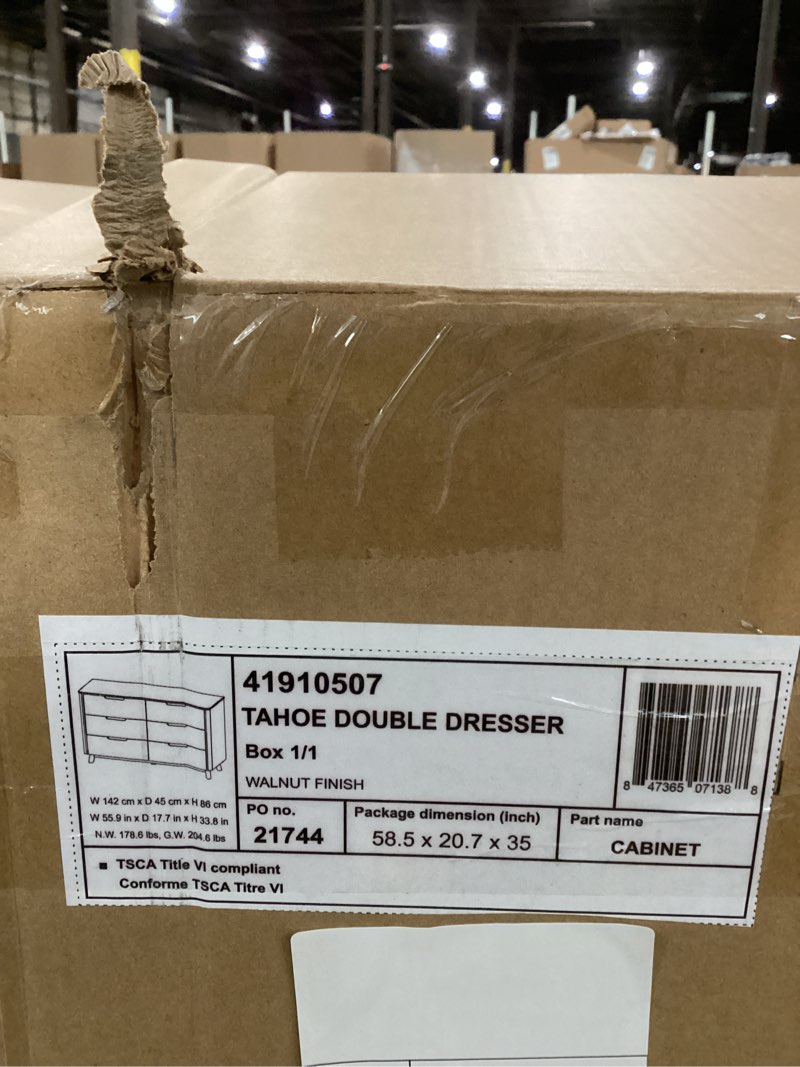 41910507
TAHOE DOUBLE DRESSER
Box 1/1
WALNUT FINISH
W 142 cm x D 45 cm x H 86 cm
W 55.9 in x D 17.7 in x H 33.8 in
N.W. 178.6 lbs, G.W. 204.6 lbs
PO no.
21744
Package dimension (inch)
58.5 x 20.7 x 35
Part name
CABINET
8 47365 07138 8
▪ TSCA Title VI compliant
Conforme TSCA Titre VI